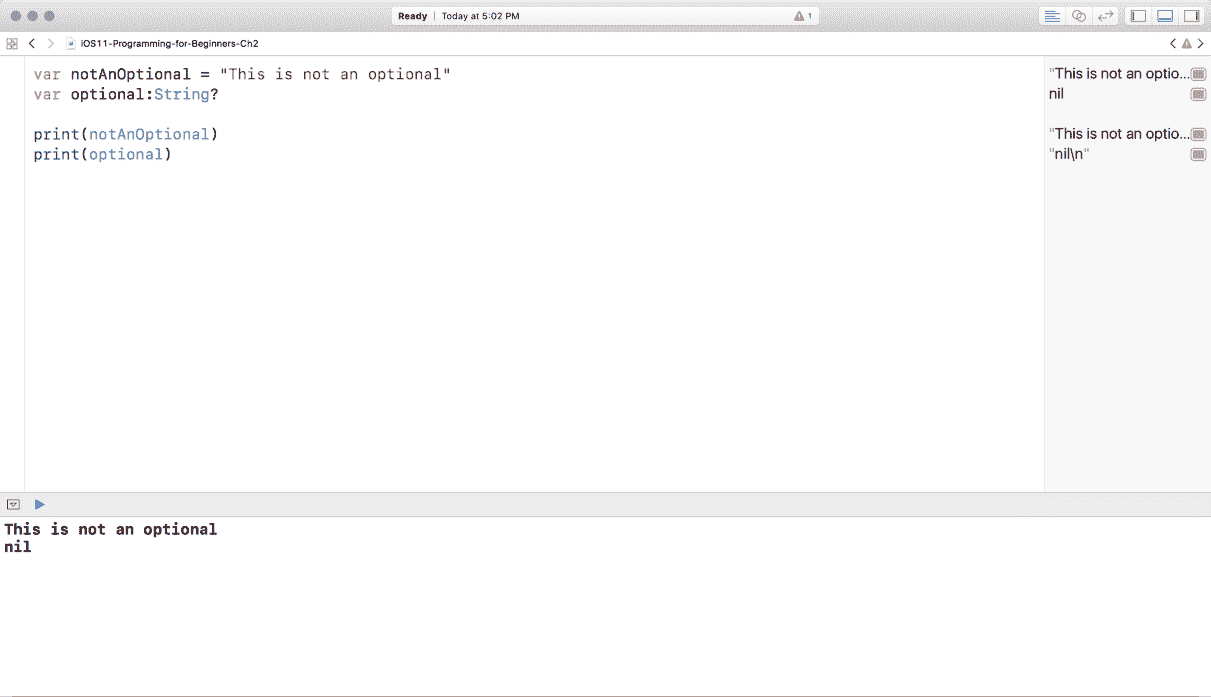 Ready | Today at 5:02 PM 1
iOS11-Programming-for-Beginners-Ch2
var notAnOptional = "This is not an optional"
var optional:String?
print(notAnOptional)
print(optional)
"This is not an optio...
nil
"This is not an optio...
"nil\n"
This is not an optional
nil